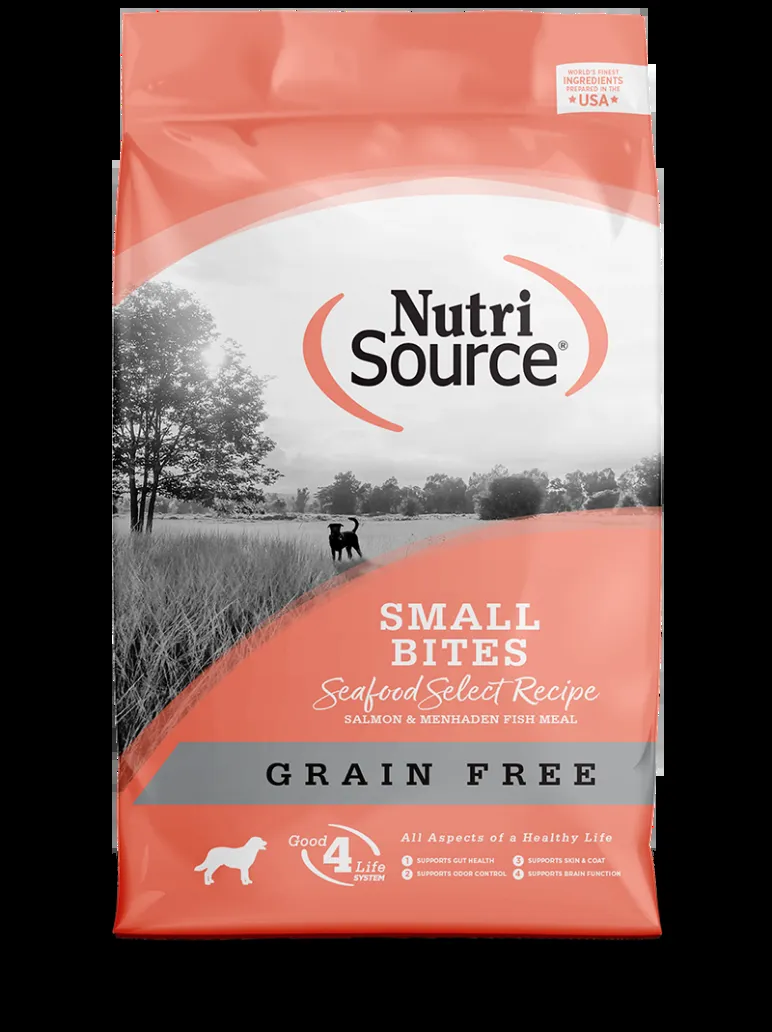 WORLD'S FINEST
INGREDIENTS
PREPARED IN THE
★USA★
Nutri
Source®
SMALL
BITES
Seafood Select Recipe
SALMON & MENHADEN FISH MEAL
GRAIN FREE
Good
4
Life
SYSTEM
All Aspects of a Healthy Life
1 SUPPORTS GUT HEALTH
2 SUPPORTS ODOR CONTROL
3 SUPPORTS SKIN & COAT
4 SUPPORTS BRAIN FUNCTION